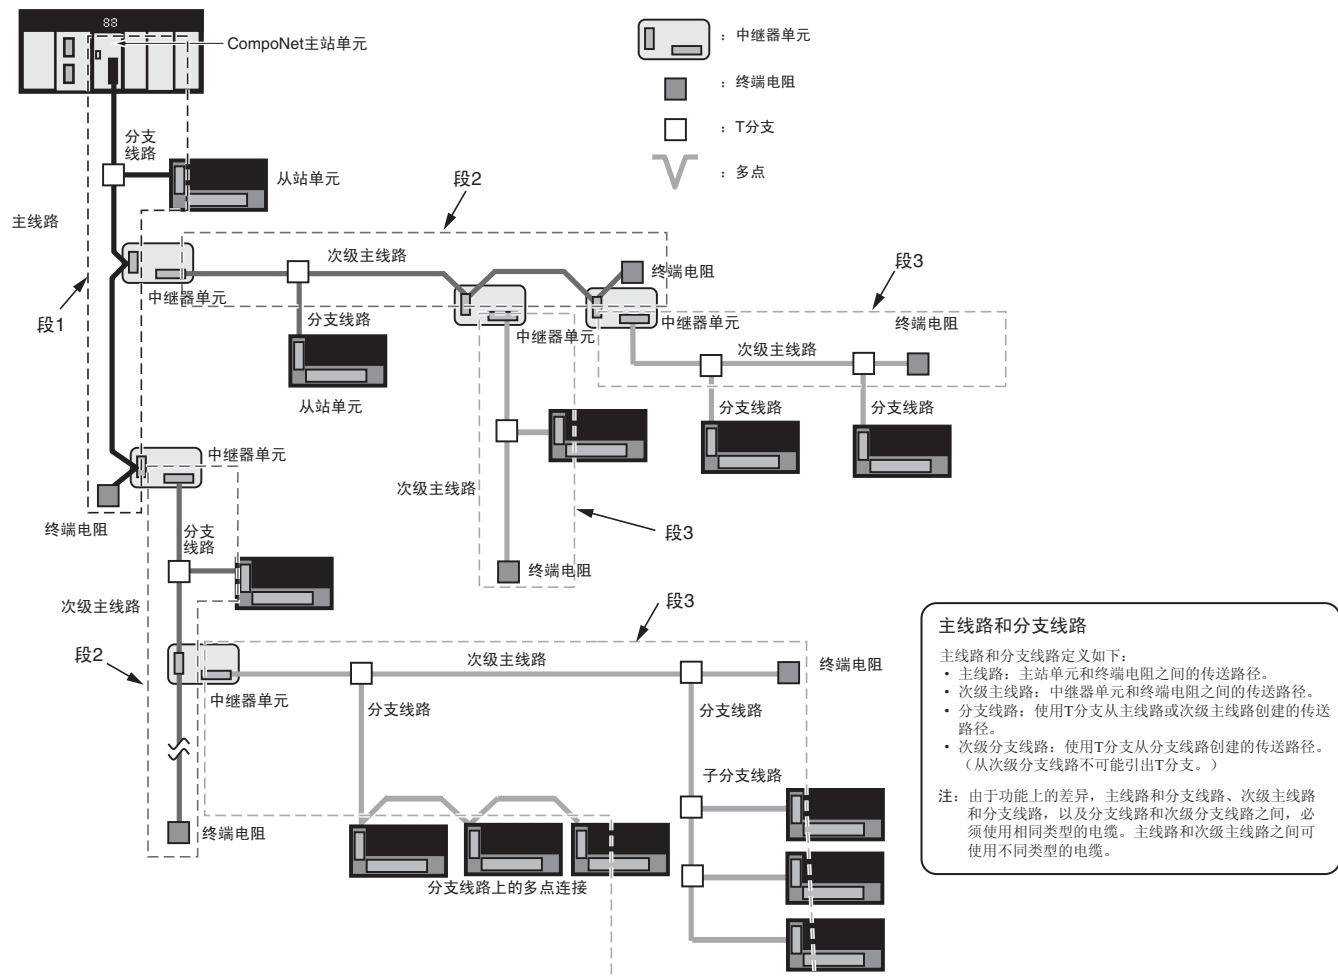 88
CompoNet主站单元
：中继器单元
：终端电阻
：T分支
：多点
分支
线路
从站单元
主线路
段2
次级主线路
终端电阻
段3
中继器单元
段1
分支线路
中继器单元
中继器单元
终端电阻
次级主线路
从站单元
分支线路
分支线路
中继器单元
次级主线路
终端电阻
分支
线路
段3
终端电阻
次级主线路
段3
段2
次级主线路
终端电阻
中继器单元
分支线路
分支线路
子分支线路
终端电阻
分支线路上的多点连接
主线路和分支线路
主线路和分支线路定义如下：
• 主线路：主站单元和终端电阻之间的传送路径。
• 次级主线路：中继器单元和终端电阻之间的传送路径。
• 分支线路：使用T分支从主线路或次级主线路创建的传送
路径。
• 次级分支线路：使用T分支从分支线路创建的传送路径。
（从次级分支线路不可能引出T分支。）
注：由于功能上的差异，主线路和分支线路、次级主线路
和分支线路，以及分支线路和次级分支线路之间，必
须使用相同类型的电缆。主线路和次级主线路之间可
使用不同类型的电缆。